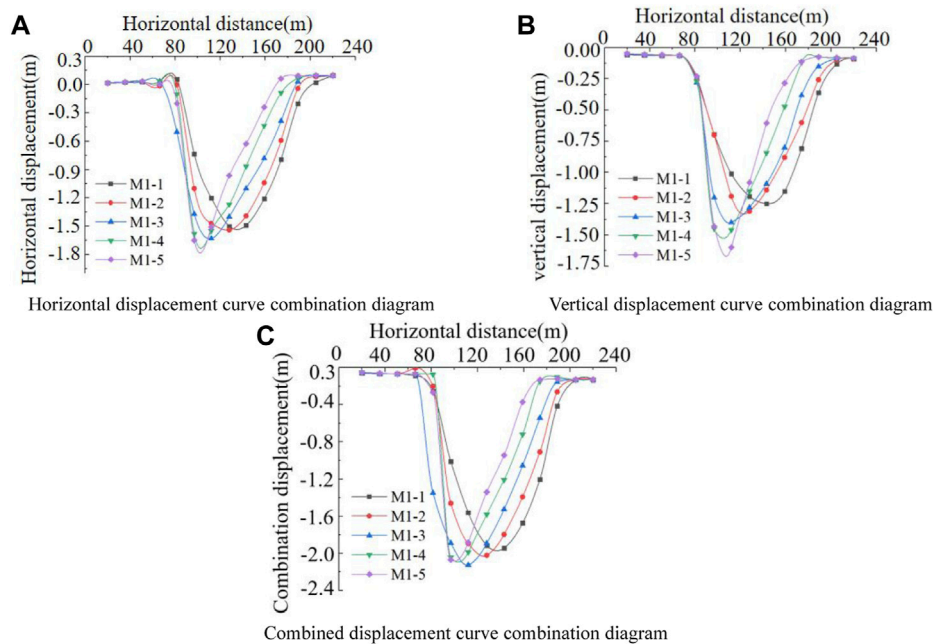 A
Horizontal distance(m)
0 40 80 120 160 200 240
Horizontal displacement(m)
0.3
0.0
-0.3
-0.6
-0.9
-1.2
-1.5
-1.8
M1-1
M1-2
M1-3
M1-4
M1-5
Horizontal displacement curve combination diagram
B
Horizontal distance(m)
0 40 80 120 160 200 240
vertical displacement(m)
0.00
-0.25
-0.50
-0.75
-1.00
-1.25
-1.50
-1.75
M1-1
M1-2
M1-3
M1-4
M1-5
Vertical displacement curve combination diagram
C
Horizontal distance(m)
0 40 80 120 160 200 240
Combination displacement(m)
0.3
-0.4
-0.8
-1.2
-1.6
-2.0
-2.4
M1-1
M1-2
M1-3
M1-4
M1-5
Combined displacement curve combination diagram